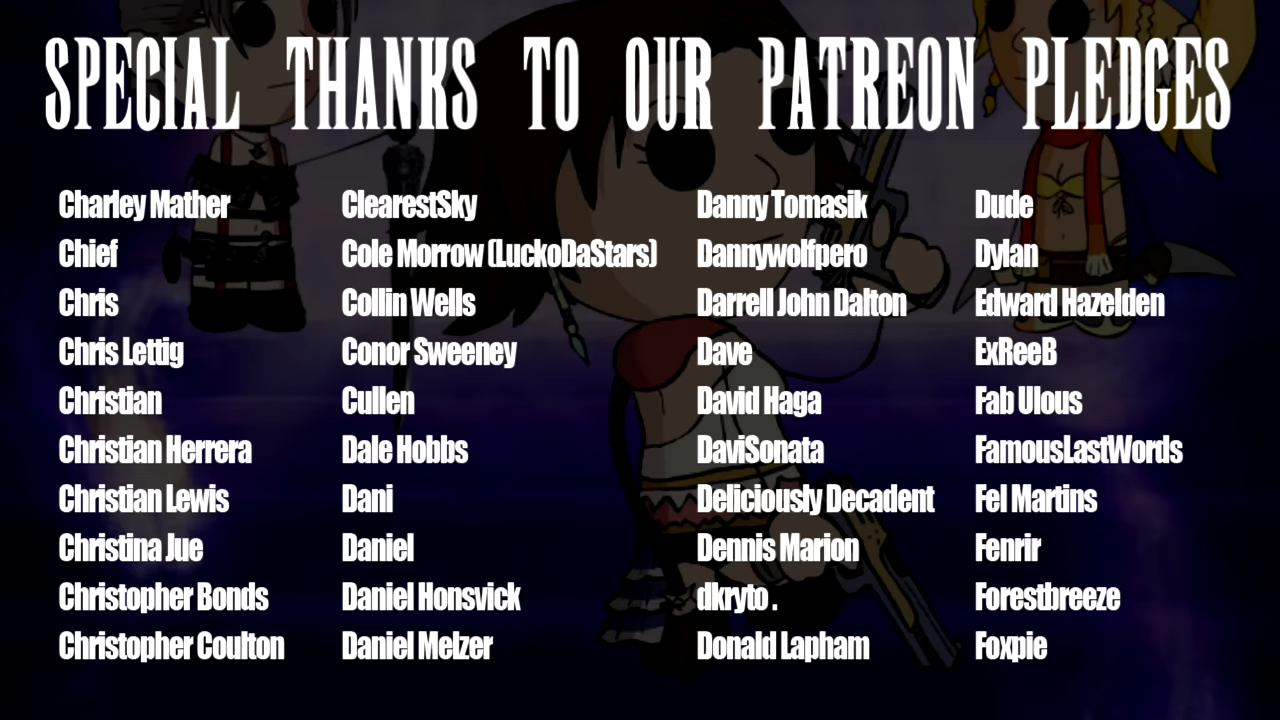 SPECIAL THANKS TO OUR PATREON PLEDGES
Charley Mather
Chief
Chris
Chris Lettig
Christian
Christian Herrera
Christian Lewis
Christina Jue
Christopher Bonds
Christopher Coulton
ClearestSky
Cole Morrow (LuckoDaStars)
Collin Wells
Conor Sweeney
Cullen
Dale Hobbs
Dani
Daniel
Daniel Honsvick
Daniel Melzer
Danny Tomasik
Dannywolfpero
Darrell John Dalton
Dave
David Haga
DaviSonata
Deliciously Decadent
Dennis Marion
dkryto .
Donald Lapham
Dude
Dylan
Edward Hazelden
ExReeB
Fab Ulous
FamousLastWords
Fel Martins
Fenrir
Forestbreeze
Foxpie